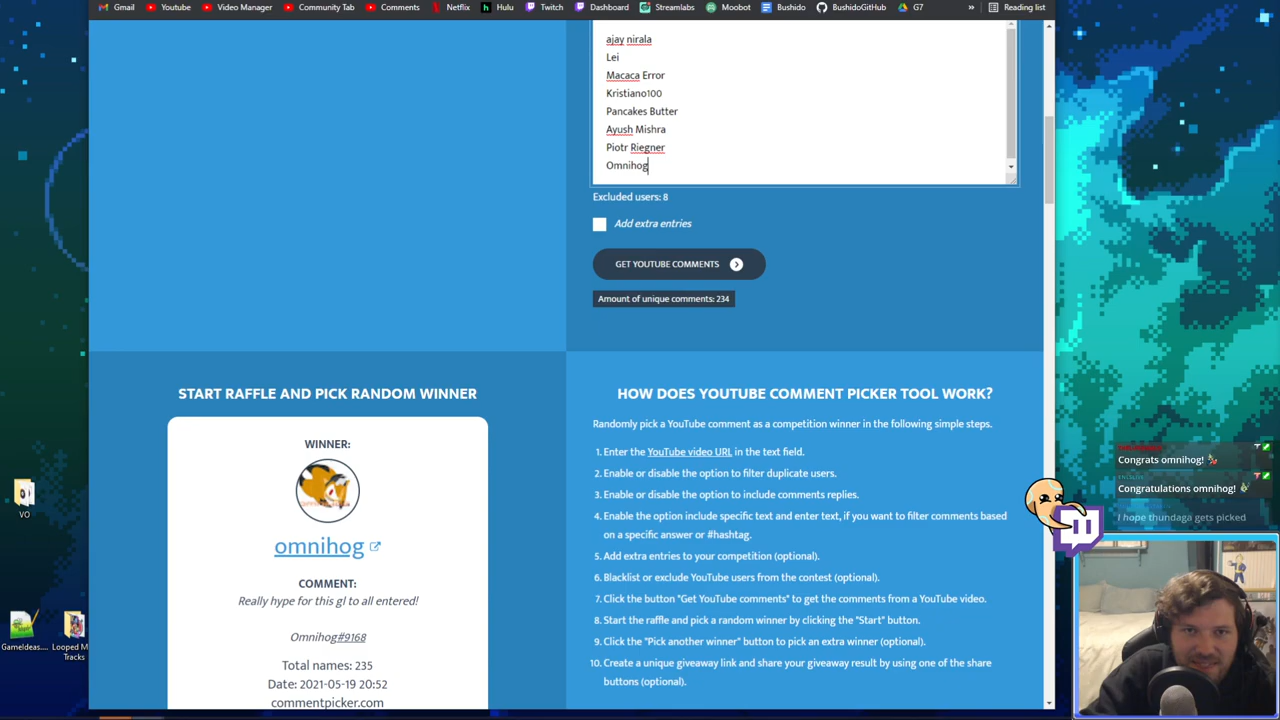 Gmail Youtube Video Manager Community Tab Comments Netflix Hulu Twitch Dashboard Streamlabs Moobot Bushido BushidoGitHub G7 » Reading list
ajay nirala
Lei
Macaca Error
Kristiano100
Pancakes Butter
Ayush Mishra
Piotr Riegner
Omnihog
Excluded users: 8
Add extra entries
GET YOUTUBE COMMENTS
Amount of unique comments: 234
START RAFFLE AND PICK RANDOM WINNER
WINNER:
omnihog
COMMENT:
Really hype for this gl to all entered!
Omnihog#9168
Total names: 235
Date: 2021-05-19 20:52
commentpicker.com
HOW DOES YOUTUBE COMMENT PICKER TOOL WORK?
Randomly pick a YouTube comment as a competition winner in the following simple steps.
1. Enter the YouTube video URL in the text field.
2. Enable or disable the option to filter duplicate users.
3. Enable or disable the option to include comments replies.
4. Enable the option include specific text and enter text, if you want to filter comments based
on a specific answer or #hashtag.
5. Add extra entries to your competition (optional).
6. Blacklist or exclude YouTube users from the contest (optional).
7. Click the button "Get YouTube comments" to get the comments from a YouTube video.
8. Start the raffle and pick a random winner by clicking the "Start" button.
9. Click the "Pick another winner" button to pick an extra winner (optional).
10. Create a unique giveaway link and share your giveaway result by using one of the share
buttons (optional).
Congrats omnihog!
Congratulations omnihog!
I hope thundaga gets picked
VO
GameIdeas....
Looped M...
Tracks